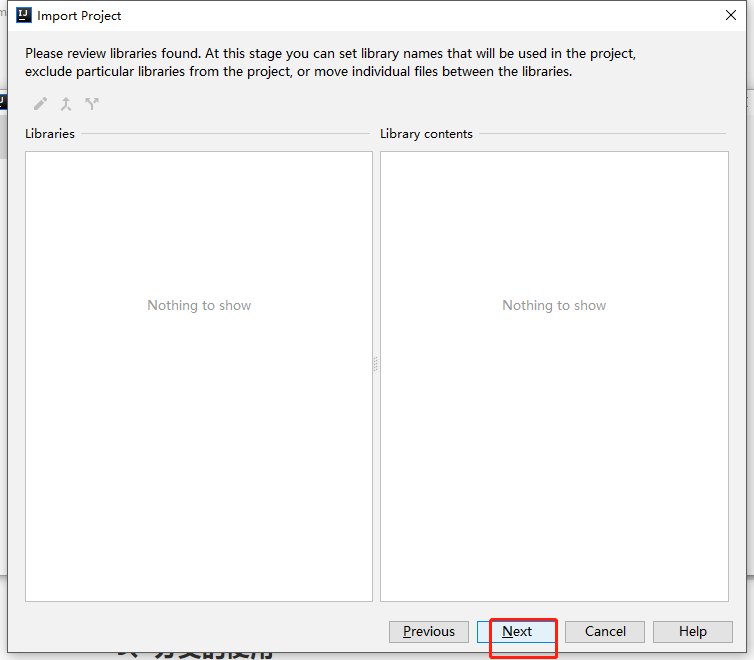 Import Project
Please review libraries found. At this stage you can set library names that will be used in the project,
exclude particular libraries from the project, or move individual files between the libraries.
Libraries
Library contents
Nothing to show
Nothing to show
Previous
Next
Cancel
Help